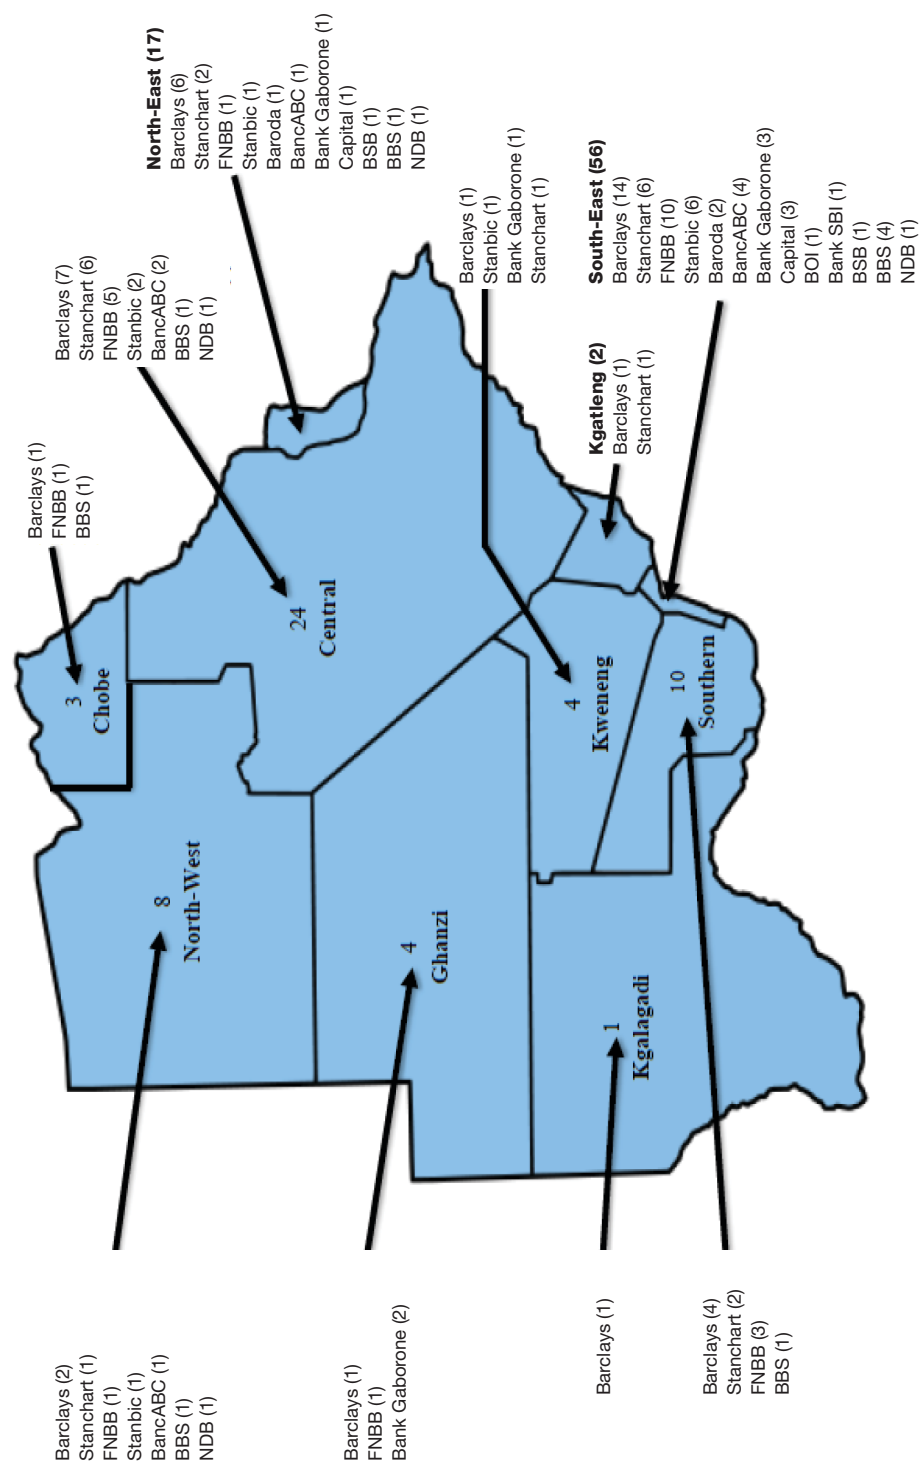 Barclays (2)
Stanchart (1)
FNBB (1)
Stanbic (1)
BancABC (1)
BBS (1)
NDB (1)
Barclays (1)
FNBB (1)
BBS (1)
Barclays (7)
Stanchart (6)
FNBB (5)
Stanbic (2)
BancABC (2)
BBS (1)
NDB (1)
North-East (17)
Barclays (6)
Stanchart (2)
FNBB (1)
Stanbic (1)
Baroda (1)
BancABC (1)
Bank Gaborone (1)
Capital (1)
BSB (1)
BBS (1)
NDB (1)
3
Chobe
8
North-West
24
Central
Barclays (1)
FNBB (1)
Bank Gaborone (2)
4
Ghanzi
Barclays (1)
Stanbic (1)
Bank Gaborone (1)
Stanchart (1)
4
Kweneng
Kgatleng (2)
Barclays (1)
Stanchart (1)
South-East (56)
Barclays (14)
Stanchart (6)
FNBB (10)
Stanbic (6)
Baroda (2)
BancABC (4)
Bank Gaborone (3)
Capital (3)
BOI (1)
Bank SBI (1)
BSB (1)
BBS (4)
NDB (1)
Barclays (1)
1
Kgalagadi
10
Southern
Barclays (4)
Stanchart (2)
FNBB (3)
BBS (1)